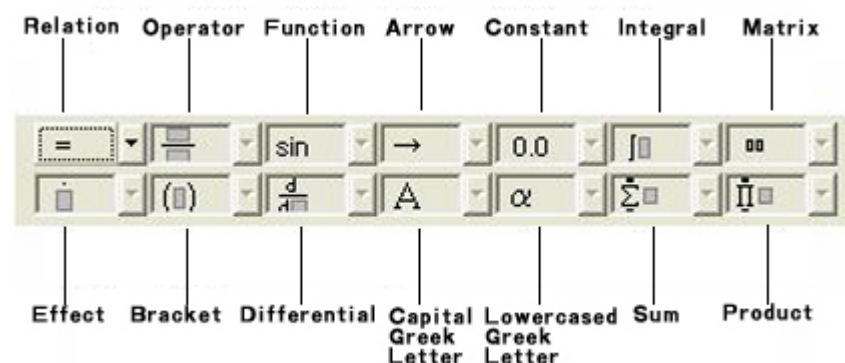 Relation Operator Function Arrow Constant Integral Matrix
= sin → 0.0 ∫
( ) d/d A α Σ Π
Effect Bracket Differential Capital Greek Letter Lowercased Greek Letter Sum Product